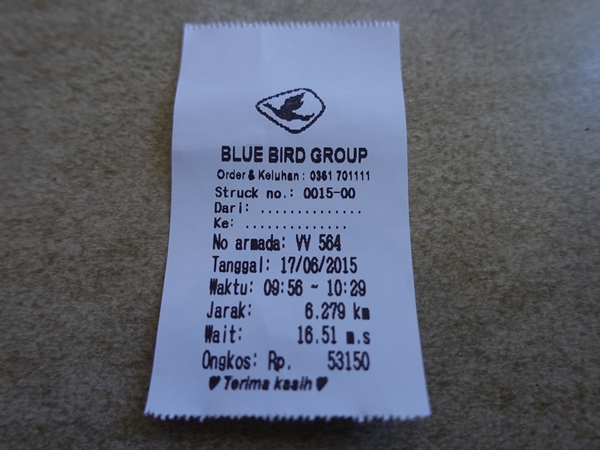 BLUE BIRD GROUP
Order & Keluhan : 0361 701111
Struck no.: 0015-00
Dari: ..............
Ke: ..............
No armada: VV 564
Tanggal: 17/06/2015
Waktu: 09:56 ~ 10:29
Jarak: 6.279 km
Wait: 16.51 m.s
Ongkos: Rp. 53150
♥ Terima kasih ♥